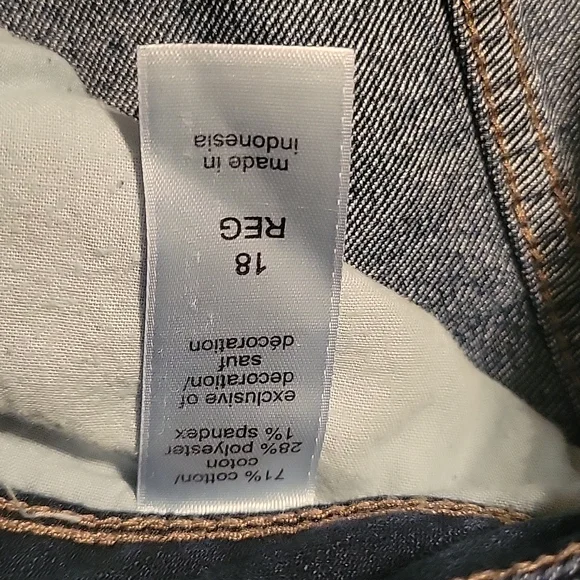 71% cotton/
coton
28% polyester
1% spandex
exclusive of
decoration/
sauf
décoration
18
REG
made in
indonesia